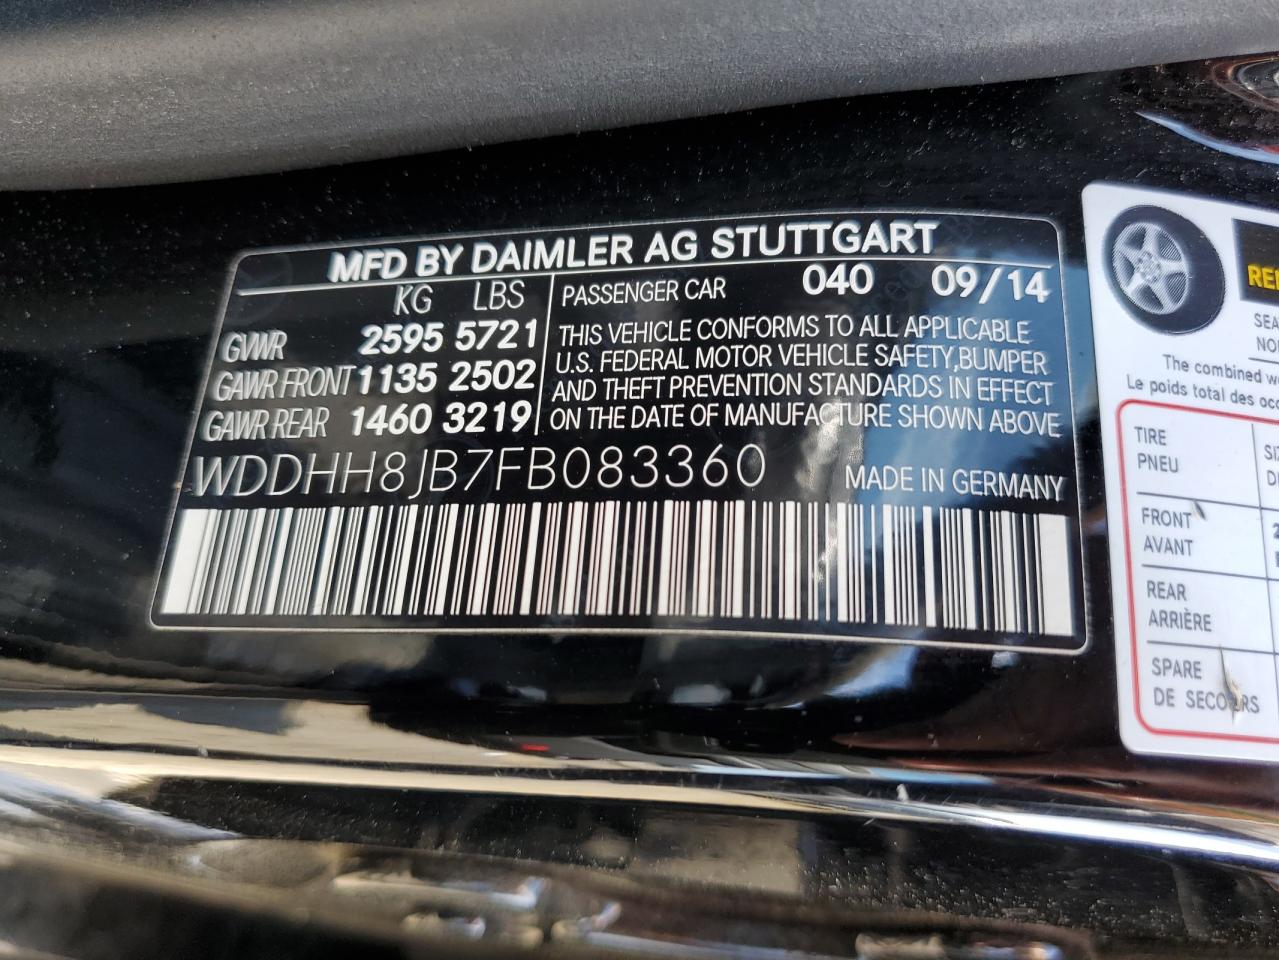 MFD BY DAIMLER AG STUTTGART
KG LBS
GVWR 2595 5721
GAWR FRONT 1135 2502
GAWR REAR 1460 3219
PASSENGER CAR 040 09/14
THIS VEHICLE CONFORMS TO ALL APPLICABLE
U.S. FEDERAL MOTOR VEHICLE SAFETY,BUMPER
AND THEFT PREVENTION STANDARDS IN EFFECT
ON THE DATE OF MANUFACTURE SHOWN ABOVE
WDDHH8JB7FB083360 MADE IN GERMANY
The combined
Le poids total des
TIRE
PNEU
FRONT
AVANT
REAR
ARRIÈRE
SPARE
DE SECOURS